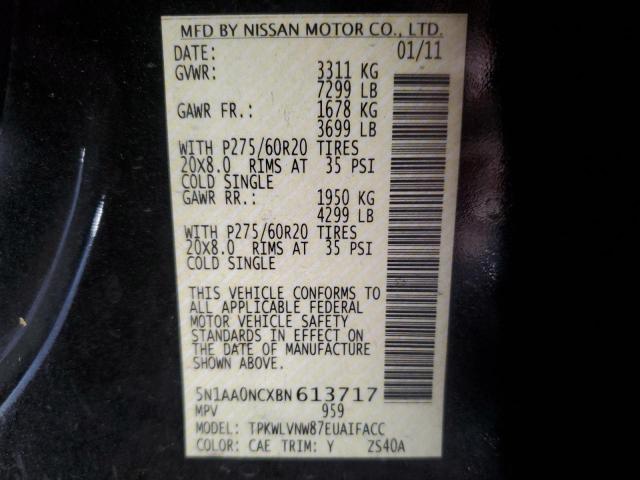 MFD BY NISSAN MOTOR CO., LTD.
DATE: 01/11
GVWR: 3311 KG
7299 LB
GAWR FR.: 1678 KG
3699 LB
WITH P275/60R20 TIRES
20X8.0 RIMS AT 35 PSI
COLD SINGLE
GAWR RR.: 1950 KG
4299 LB
WITH P275/60R20 TIRES
20X8.0 RIMS AT 35 PSI
COLD SINGLE
THIS VEHICLE CONFORMS TO
ALL APPLICABLE FEDERAL
MOTOR VEHICLE SAFETY
STANDARDS IN EFFECT ON
THE DATE OF MANUFACTURE
SHOWN ABOVE.
5N1AA0NCXBN613717
MPV 959
MODEL: TPKWLVNW87EUAIFACC
COLOR: CAE TRIM: Y ZS40A